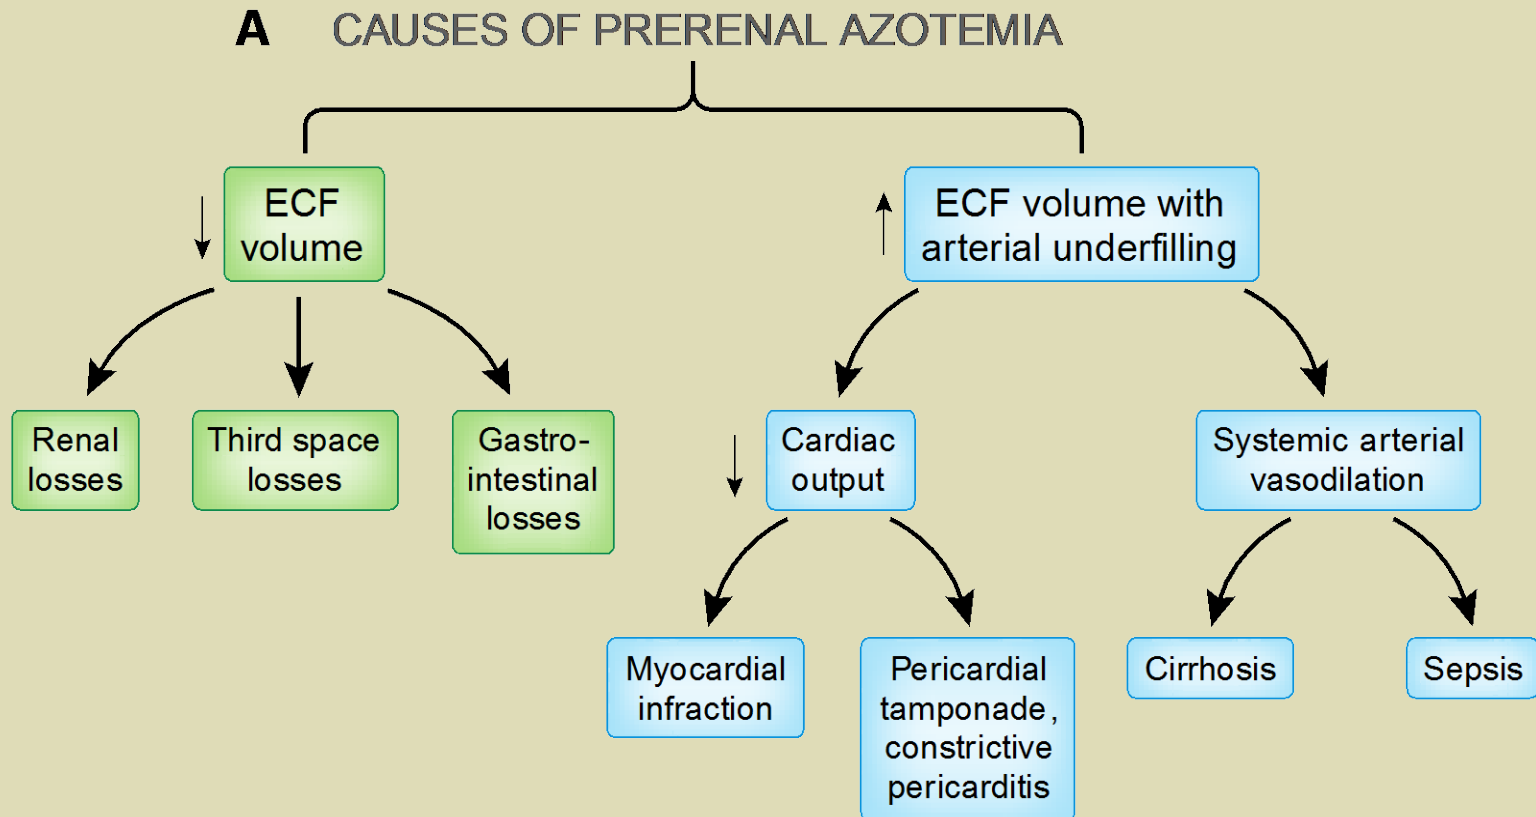 A CAUSES OF PRERENAL AZOTEMIA
ECF
volume
ECF volume with
arterial underfilling
Renal
losses
Third space
losses
Gastro-
intestinal
losses
Cardiac
output
Systemic arterial
vasodilation
Myocardial
infraction
Pericardial
tamponade,
constrictive
pericarditis
Cirrhosis
Sepsis